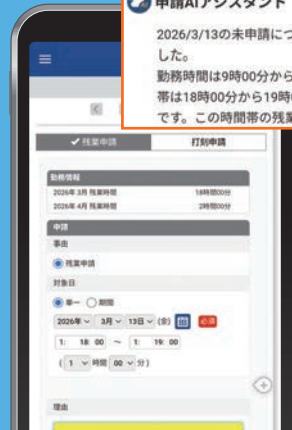 申請AIアシスタント
2026/3/13の未申請につ
した。
勤務時間は9時00分から
帯は18時00分から19時0
です。この時間帯の残業
✓残業申請 打刻申請
勤務情報
2026年 3月 残業時間 18時間00分
2026年 4月 残業時間 2時間00分
申請
事由
残業申請
対象日
単一 期間
2026年 3月 13日 (金) 必須
1: 18: 00 ～ 1: 19: 00
( 1 時間 00 分)
理由